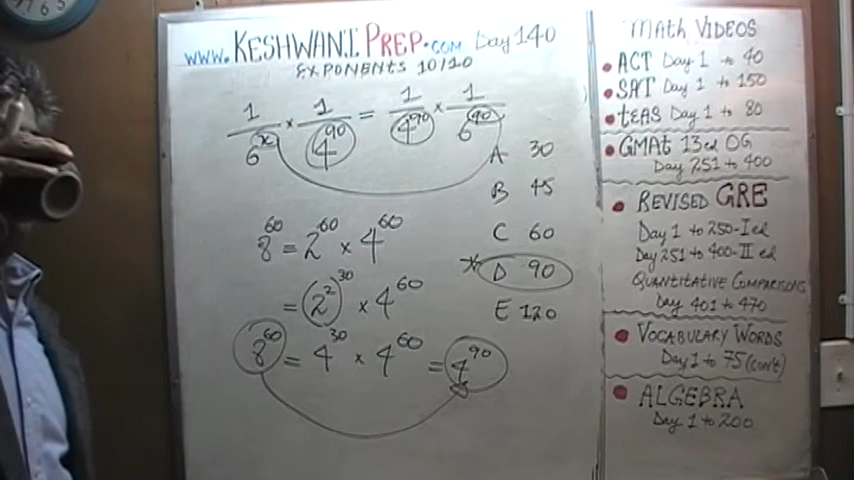 www.KESHWANI PREP.com Day 140
EXPONENTS 10/10
1/6^x × 1/4^90 = 1/4^90 × 1/6^90
A 30
B 45
C 60
* D 90
E 120
8^60 = 2^60 × 4^60
= (2^2)^30 × 4^60
8^60 = 4^30 × 4^60 = 4^90
MAth VIDEOS
• ACT Day 1 to 40
• SAT Day 1 to 150
• tEAS Day 1 to 80
• GMAt 13ed OG
Day 251 to 400
• REVISED GRE
Day 1 to 250-I ed
Day 251 to 400-II ed
QUANTITATIVE COMPARISONS
Day 401 to 470
• VOCABULARY WORDS
Day 1 to 75 (con't)
• ALGEBRA
Day 1 to 200